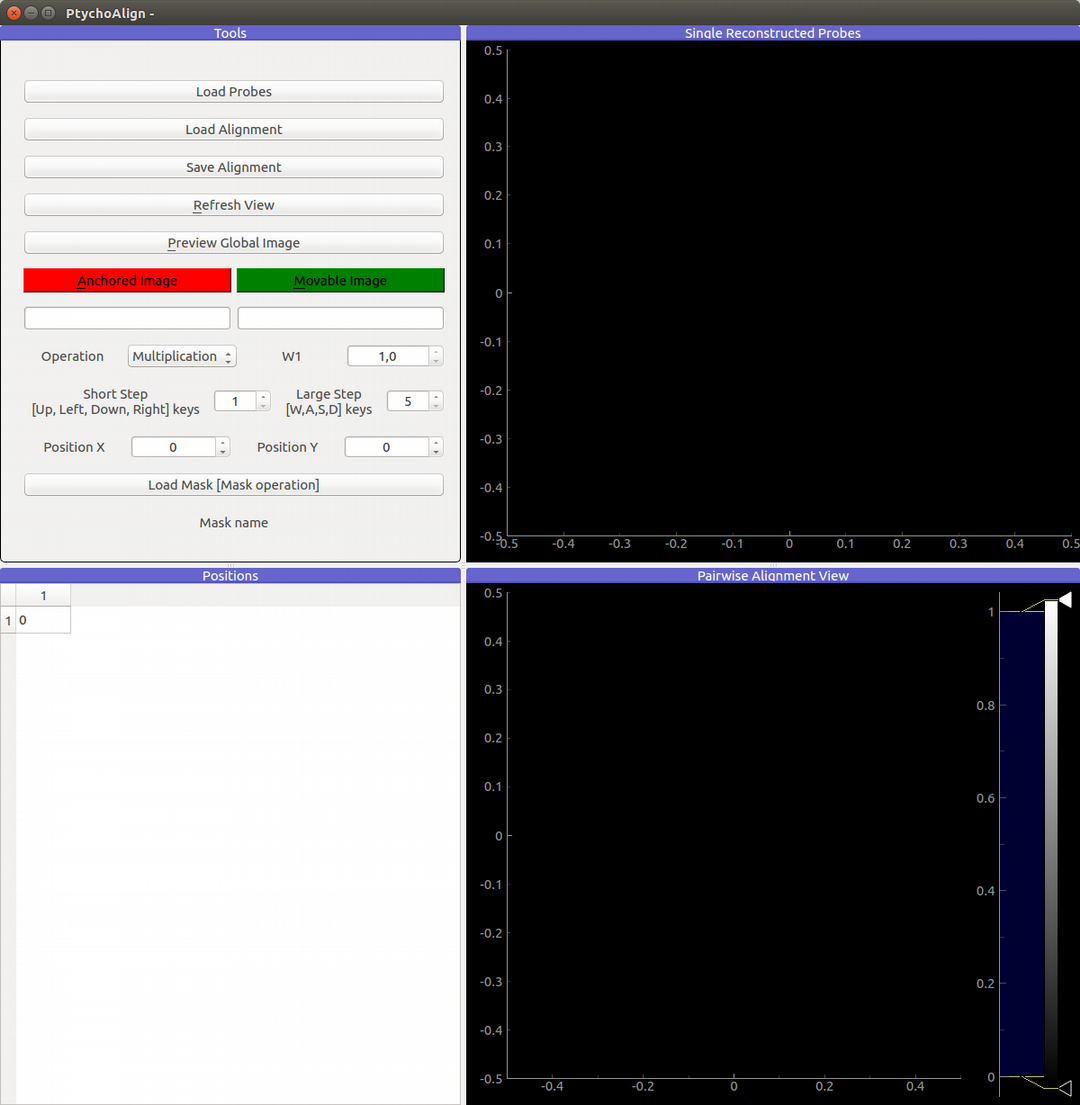 PtychoAlign -
Tools
Load Probes
Load Alignment
Save Alignment
Refresh View
Preview Global Image
Anchored Image
Movable Image
Operation
Multiplication
W1
1,0
Short Step
[Up, Left, Down, Right] keys
1
Large Step
[W,A,S,D] keys
5
Position X
0
Position Y
0
Load Mask [Mask operation]
Mask name
Single Reconstructed Probes
0.5
0.4
0.3
0.2
0.1
0
-0.1
-0.2
-0.3
-0.4
-0.5
-0.5 -0.4 -0.3 -0.2 -0.1 0 0.1 0.2 0.3 0.4 0.5
Positions
1
1 0
Pairwise Alignment View
0.5
0.4
0.3
0.2
0.1
0
-0.1
-0.2
-0.3
-0.4
-0.5
-0.4 -0.2 0 0.2 0.4
1
0.8
0.6
0.4
0.2
0